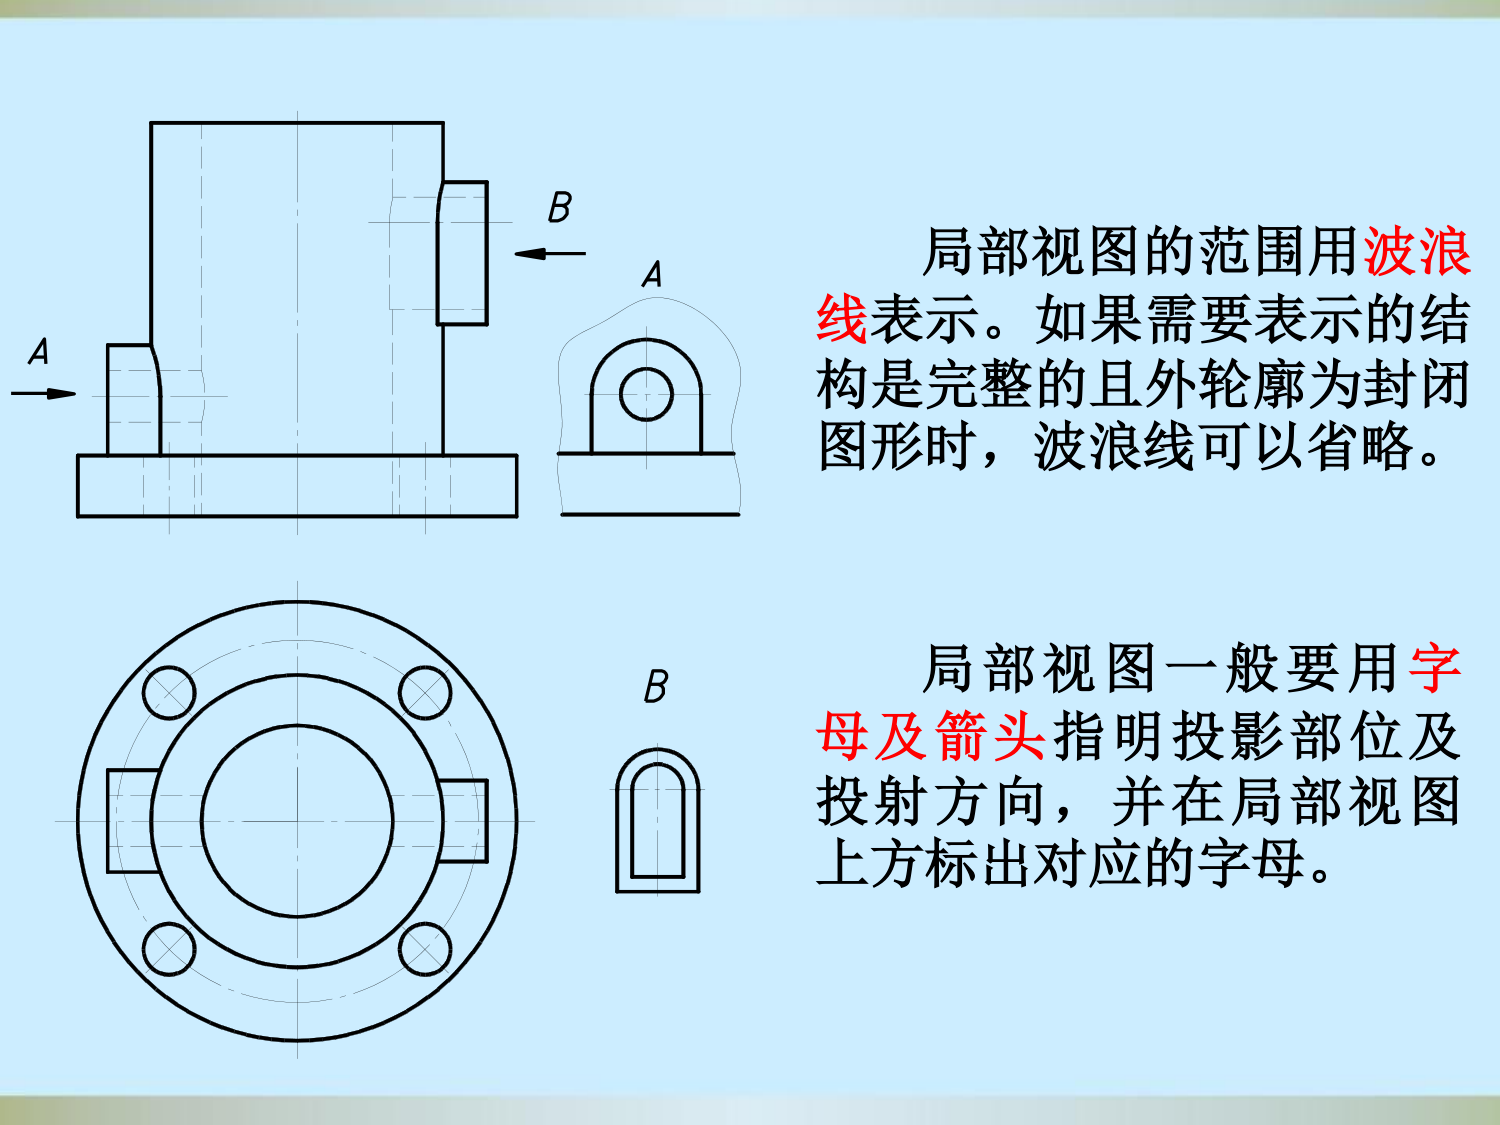 B
A
A
局部视图的范围用波浪
线表示。如果需要表示的结
构是完整的且外轮廓为封闭
图形时，波浪线可以省略。
B
局部视图一般要用字
母及箭头指明投影部位及
投射方向，并在局部视图
上方标出对应的字母。